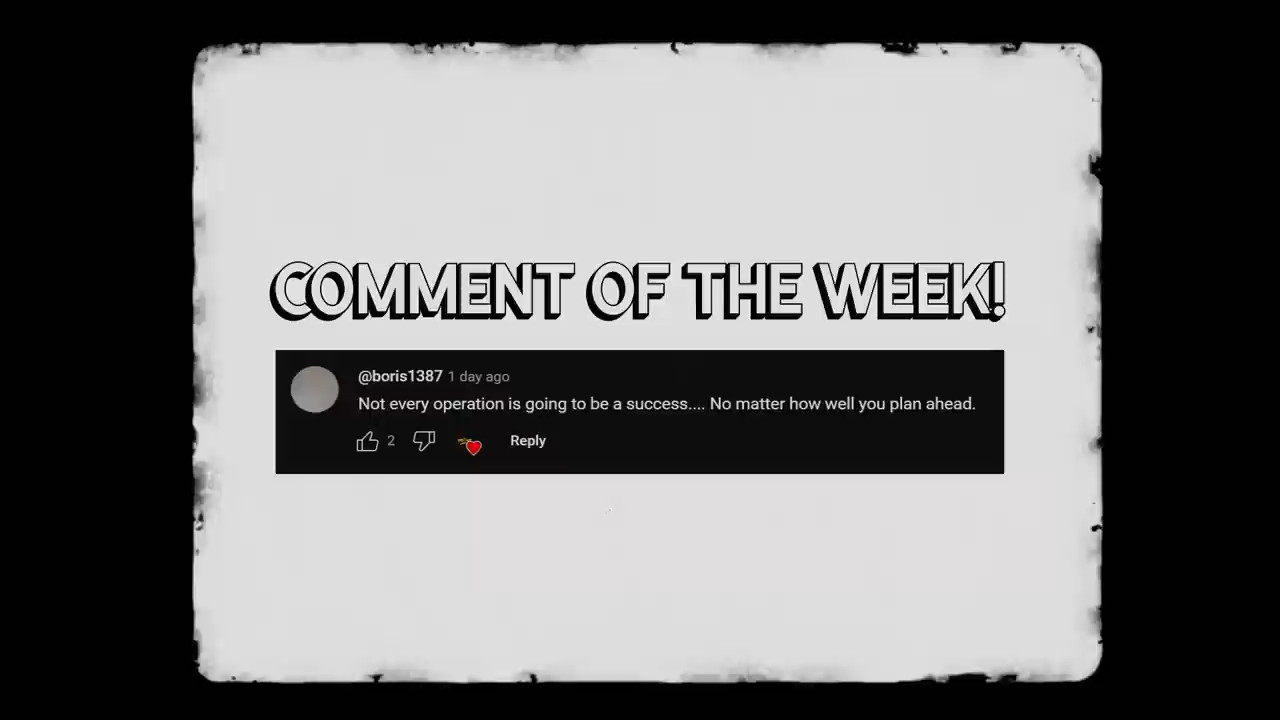 COMMENT OF THE WEEK!
@boris1387 1 day ago
Not every operation is going to be a success.... No matter how well you plan ahead.
2 Reply